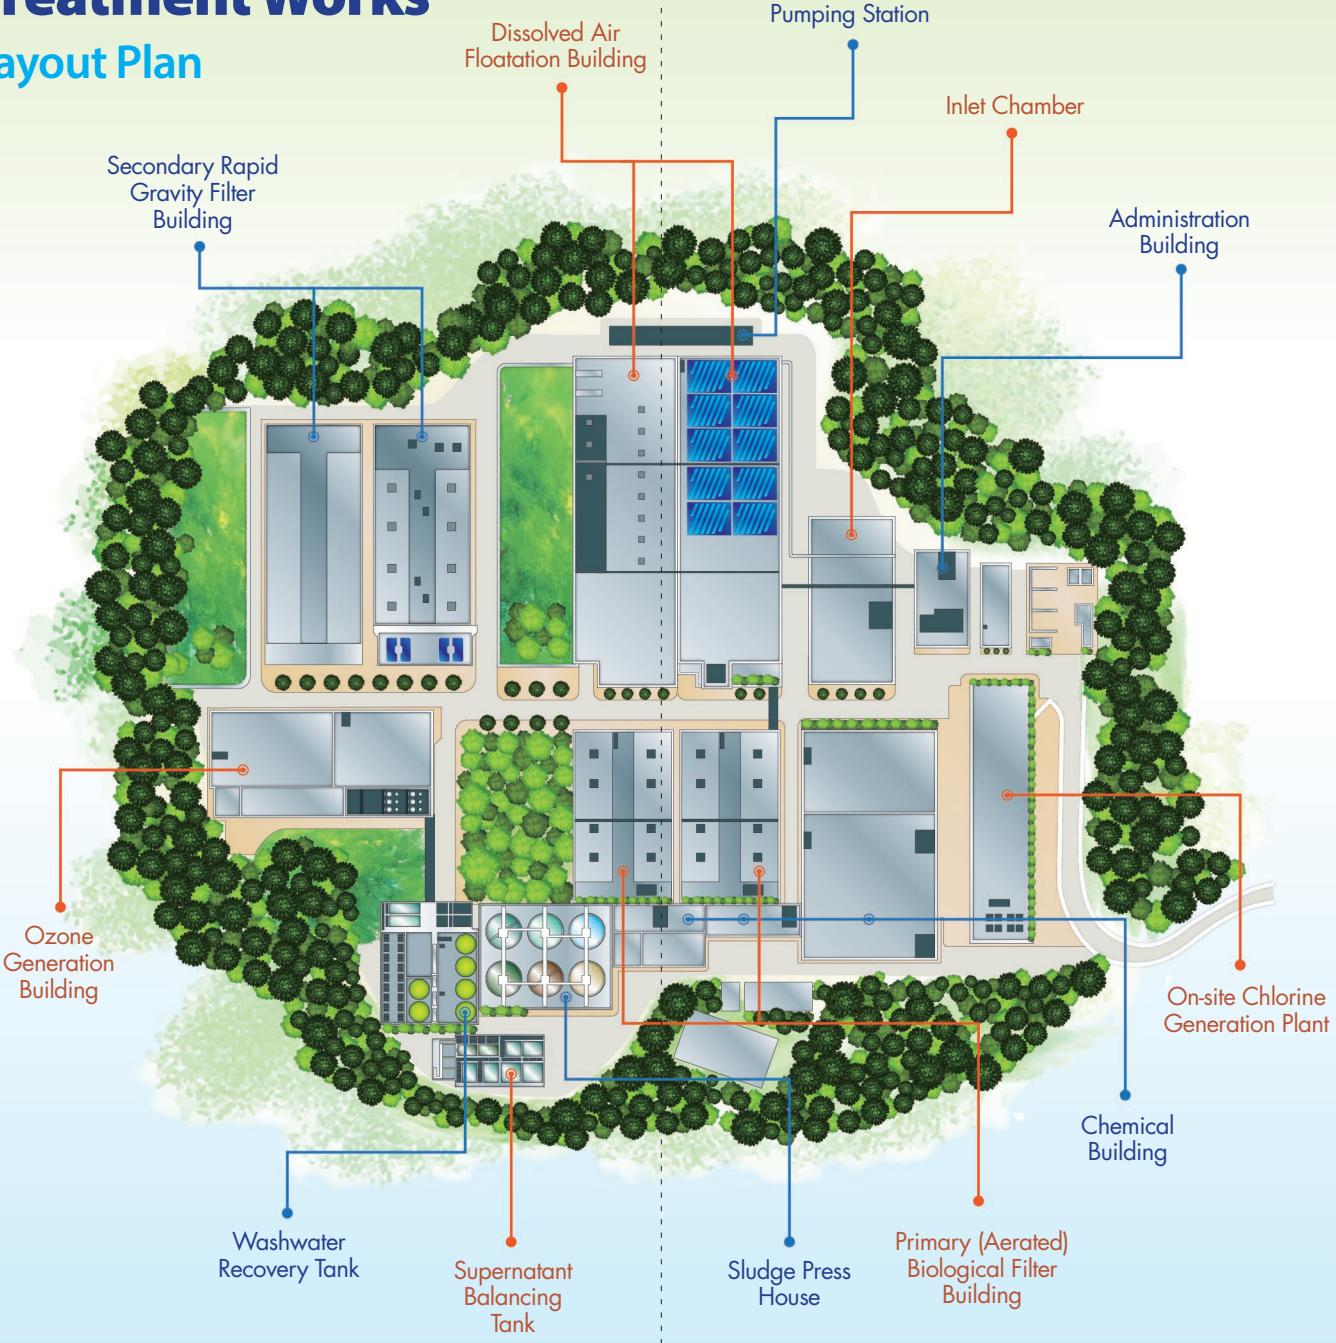 Treatment Works
Layout Plan
Pumping Station
Dissolved Air
Floatation Building
Inlet Chamber
Secondary Rapid
Gravity Filter
Building
Administration
Building
Ozone
Generation
Building
On-site Chlorine
Generation Plant
Chemical
Building
Washwater
Recovery Tank
Supernatant
Balancing
Tank
Sludge Press
House
Primary (Aerated)
Biological Filter
Building